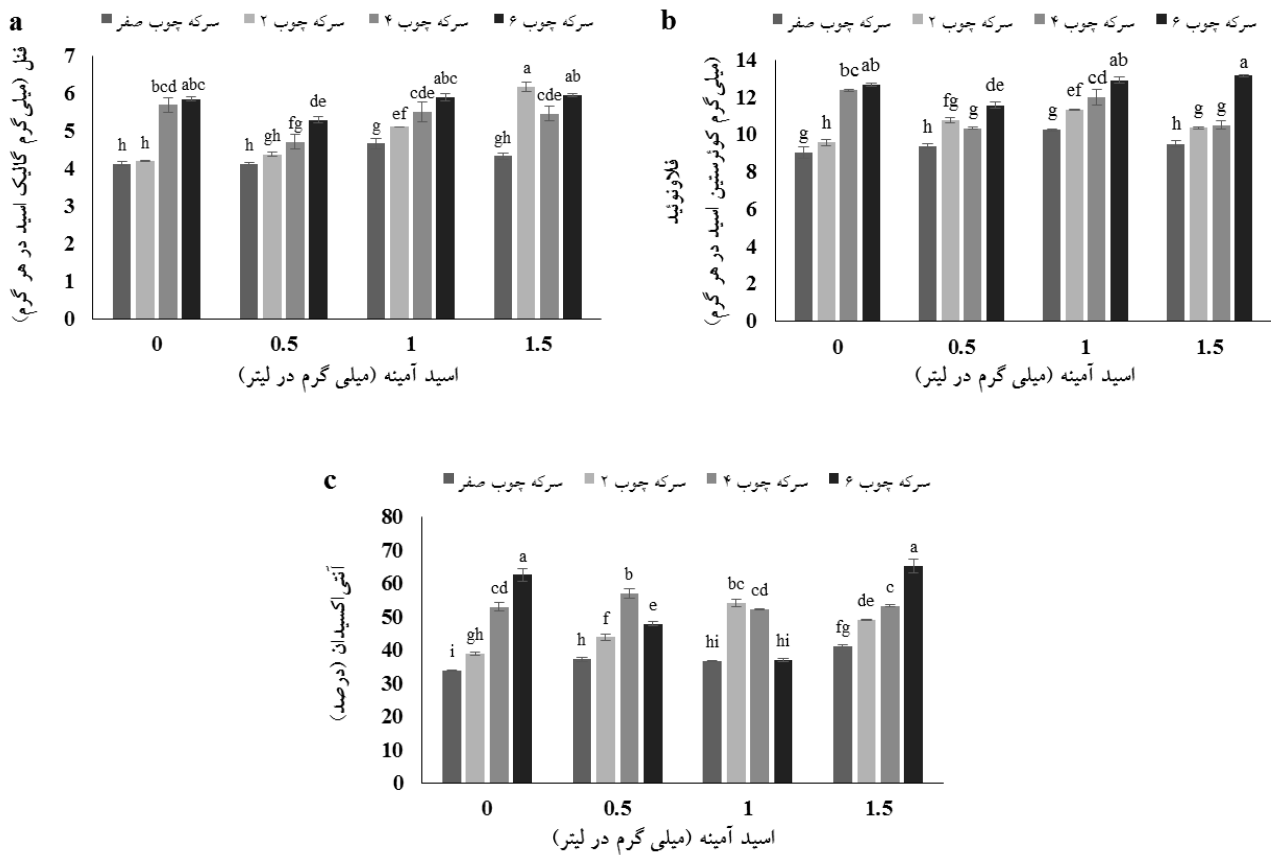 a
سرکه چوب صفر سرکه چوب ۲ سرکه چوب ۴ سرکه چوب ۶
فنل (میلی گرم گالیک اسید در هر گرم)
7
6
5
4
3
2
1
0
h h bcd abc
h gh fg de
g ef cde abc
gh a cde ab
0 0.5 1 1.5
اسید آمینه (میلی گرم در لیتر)
b
سرکه چوب صفر سرکه چوب ۲ سرکه چوب ۴ سرکه چوب ۶
فلاونوئید
(میلی گرم کوئرستین اسید در هر گرم)
14
12
10
8
6
4
2
0
g h bc ab
h fg g de
g ef cd ab
h g g a
0 0.5 1 1.5
اسید آمینه (میلی گرم در لیتر)
c
سرکه چوب صفر سرکه چوب ۲ سرکه چوب ۴ سرکه چوب ۶
آنتی اکسیدان (درصد)
80
70
60
50
40
30
20
10
0
i gh cd a
h f b e
hi bc cd hi
fg de c a
0 0.5 1 1.5
اسید آمینه (میلی گرم در لیتر)